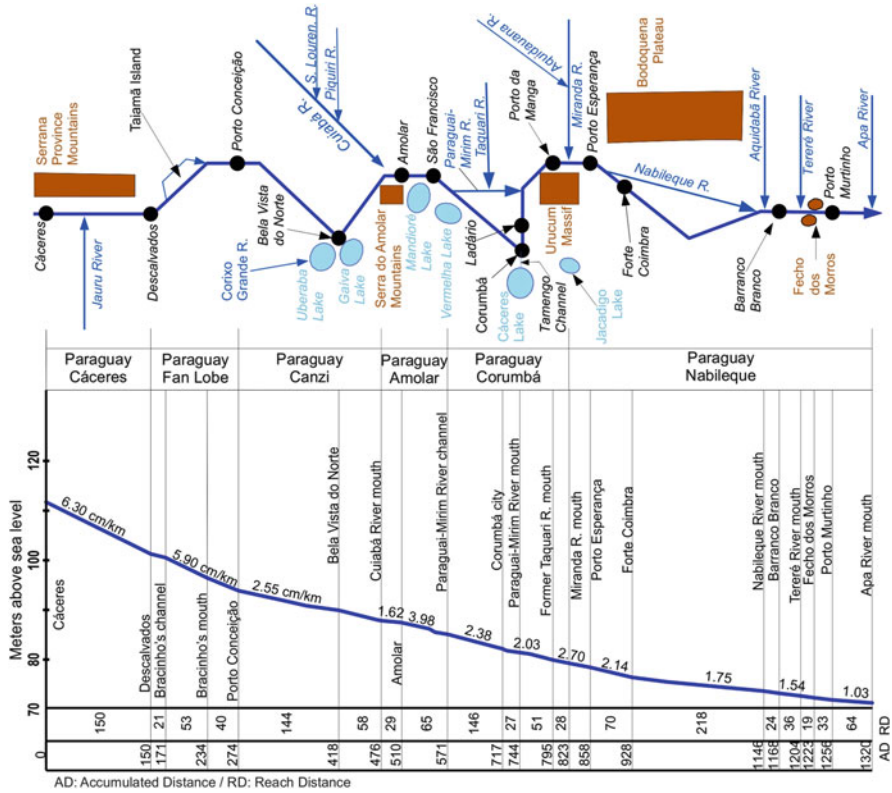 Serrana
Province
Mountains
Cáceres
Jauru River
Descalvados
Taiamã Island
Porto Conceição
Bela Vista
do Norte
Corixo
Grande R.
Uberaba
Lake
Gaiva
Lake
S. Louren. R.
Piquiri R.
Cuiabá R.
Serra do Amolar
Mountains
Amolar
Mandioré
Lake
São Francisco
Vermelha Lake
Paraguai-
Mirim R.
Taquari R.
Ladário
Corumbá
Cáceres
Lake
Tamengo
Channel
Porto da
Manga
Aquidauana R.
Miranda R.
Urucum
Massif
Jacadigo Lake
Porto Esperança
Forte
Coimbra
Bodoquena
Plateau
Nabileque R.
Aquidabã River
Barranco
Branco
Tereré River
Fecho
dos
Morros
Porto
Murtinho
Apa River
Paraguay
Cáceres
Paraguay
Fan Lobe
Paraguay
Canzi
Paraguay
Amolar
Paraguay
Corumbá
Paraguay
Nabileque
Meters above sea level
120
100
80
70
6.30 cm/km
5.90 cm/km
2.55 cm/km
1.62
3.98
2.38
2.03
2.70
2.14
1.75
1.54
1.03
Cáceres
Descalvados
Bracinho's channel
Bracinho's mouth
Porto Conceição
Bela Vista do Norte
Cuiabá River mouth
Amolar
Paraguai-Mirim River channel
Corumbá city
Paraguai-Mirim River mouth
Former Taquari R. mouth
Miranda R. mouth
Porto Esperança
Forte Coimbra
Nabileque River mouth
Barranco Branco
Tereré River mouth
Fecho dos Morros
Porto Murtinho
Apa River mouth
150 21 53 40 144 58 29 65 146 27 51 28 70 218 24 36 19 33 64 RD
0 150 171 234 274 418 476 510 571 717 744 795 823 858 928 1146 1168 1204 1223 1256 1320 AD
AD: Accumulated Distance / RD: Reach Distance